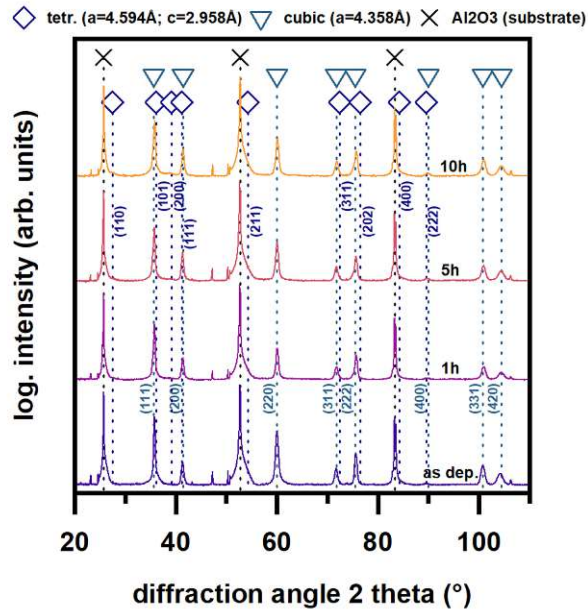 tetr. (a=4.594Å; c=2.958Å) cubic (a=4.358Å) Al2O3 (substrate)
log. intensity (arb. units)
10h
(110)
(101)
(200)
(111)
(211)
(311)
(202)
(400)
(222)
5h
1h
(111)
(200)
(220)
(311)
(222)
(400)
(331)
(420)
as dep.
20 40 60 80 100
diffraction angle 2 theta (°)